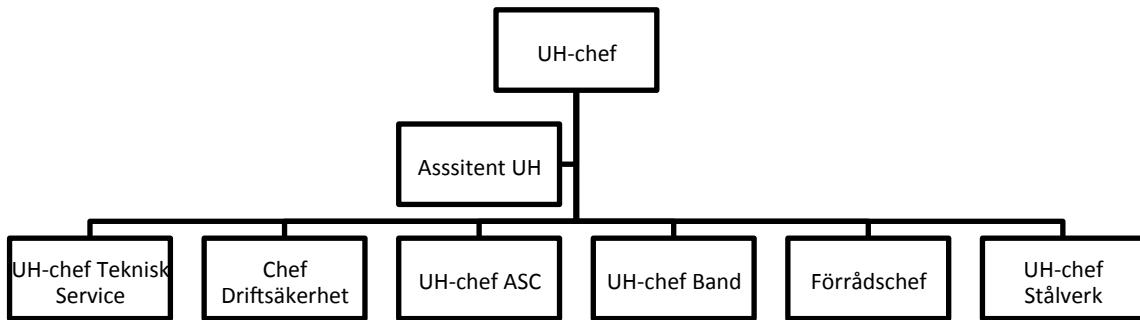 UH-chef
Asssitent UH
UH-chef Teknisk
Service
Chef
Driftsäkerhet
UH-chef ASC
UH-chef Band
Förrådschef
UH-chef
Stålverk